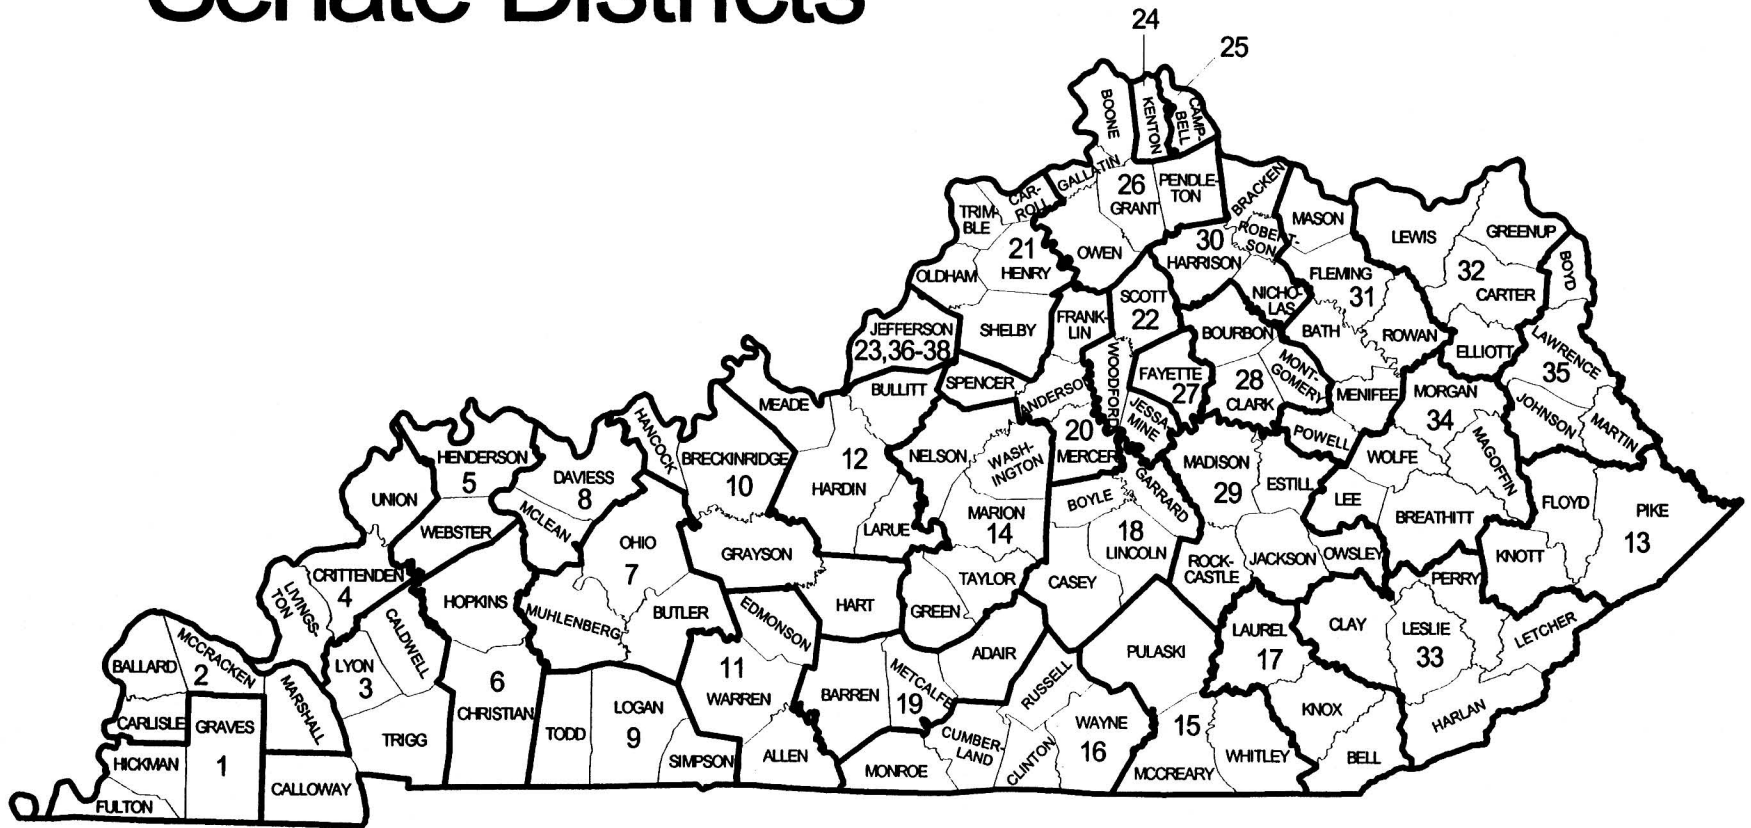 Senate Districts
24
25
BOONE
KENTON
CAMP-
BELL
GALLATIN
26
GRANT
PENDLE-
TON
BRACKEN
CAR-
ROLL
TRIM-
BLE
21
HENRY
OWEN
30
HARRISON
ROBERT-
SON
MASON
LEWIS
GREENUP
32
CARTER
BOYD
OLDHAM
SCOTT
22
NICHO-
LAS
FLEMING
31
JEFFERSON
23,36-38
SHELBY
FRANK-
LIN
WOODFORD
BOURBON
BATH
ROWAN
ELLIOTT
LAWRENCE
35
BULLITT
SPENCER
ANDERSON
FAYETTE
27
28
CLARK
MONT-
GOMERY
MENIFEE
MORGAN
34
JOHNSON
MARTIN
MEADE
JESSA-
MINE
20
MERCER
POWELL
WOLFE
MAGOFFIN
HANCOCK
BRECKINRIDGE
10
12
HARDIN
NELSON
WASH-
INGTON
MADISON
29
ESTILL
HENDERSON
5
DAVIESS
8
UNION
WEBSTER
MCLEAN
LARUE
MARION
14
BOYLE
GARRARD
18
LINCOLN
LEE
BREATHITT
FLOYD
PIKE
13
OHIO
7
GRAYSON
ROCK-
CASTLE
JACKSON
OWSLEY
KNOTT
PERRY
CRITTENDEN
4
LIVINGS-
TON
HOPKINS
MUHLENBERG
BUTLER
EDMONSON
HART
GREEN
TAYLOR
CASEY
CALDWELL
CLAY
LESLIE
33
LETCHER
BALLARD
MCCRACKEN
2
LYON
3
11
WARREN
ADAIR
PULASKI
LAUREL
17
MARSHALL
6
CHRISTIAN
BARREN
METCALFE
19
RUSSELL
CARLISLE
GRAVES
1
TRIGG
TODD
LOGAN
9
SIMPSON
ALLEN
CUMBER-
LAND
WAYNE
16
15
KNOX
HARLAN
HICKMAN
FULTON
CALLOWAY
MONROE
CLINTON
MCCREARY
WHITLEY
BELL